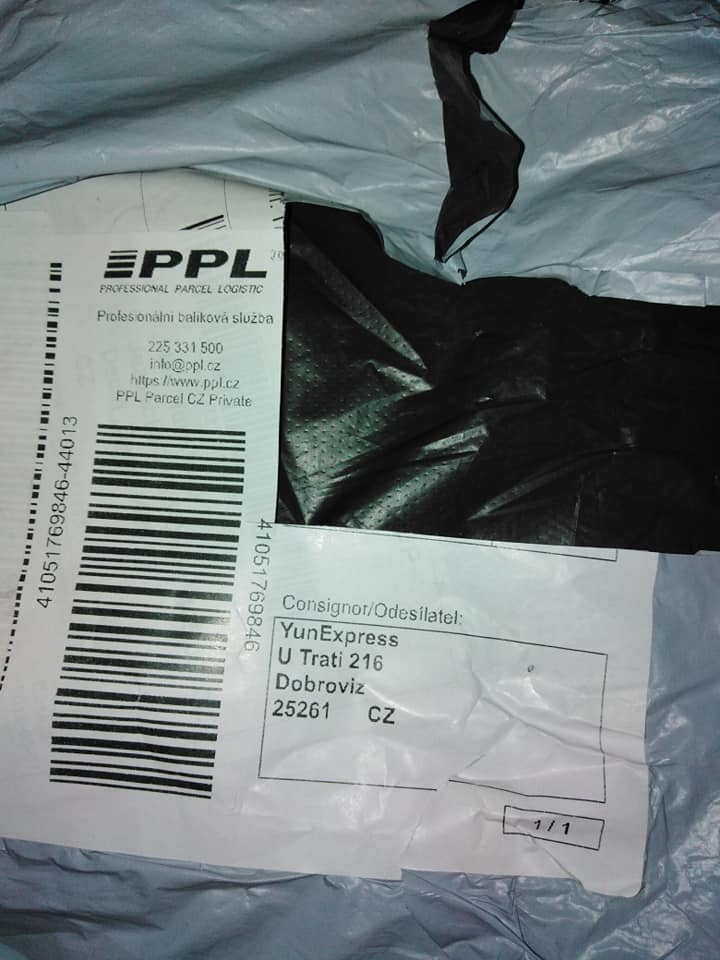 PPL
PROFESSIONAL PARCEL LOGISTIC
Profesionální balíková služba
225 331 500
info@ppl.cz
https://www.ppl.cz
PPL Parcel CZ Private
41051769846-44013
41051769846
Consignor/Odesílatel:
YunExpress
U Trati 216
Dobroviz
25261 CZ
1 / 1